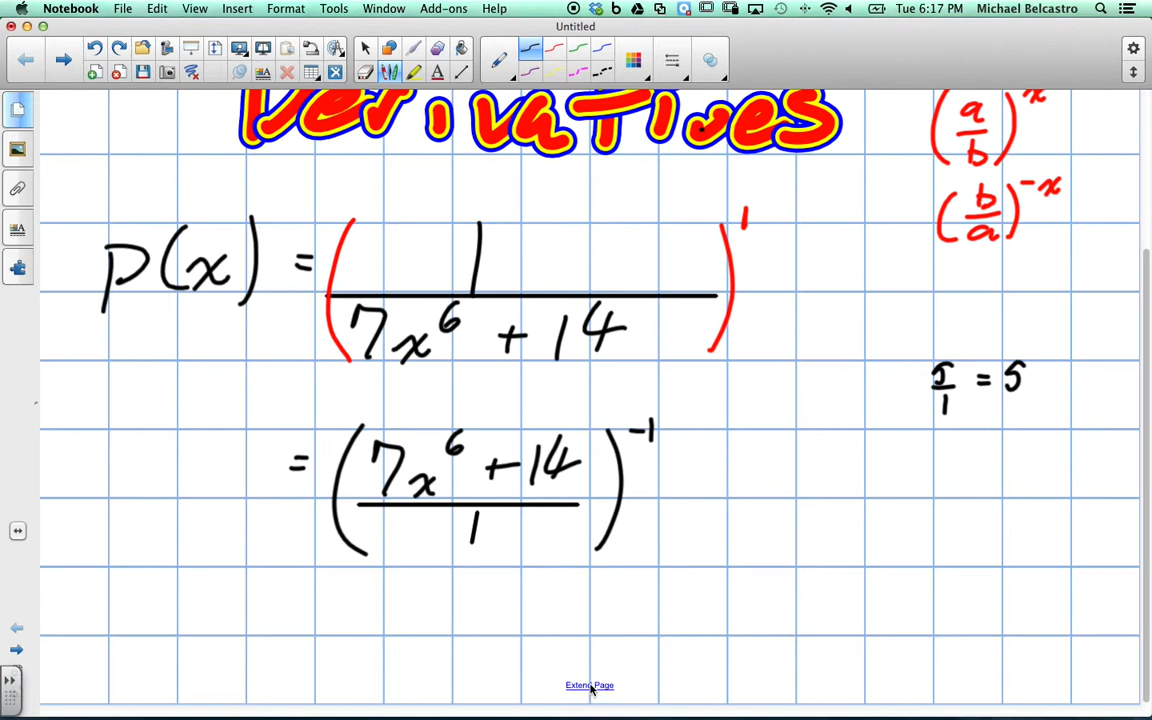 Notebook File Edit View Insert Format Tools Window Add-ons Help Tue 6:17 PM Michael Belcastro
Untitled
Derivatives
(a/b)^x
(b/a)^-x
p(x) = (1/(7x^6 + 14))^1
5/1 = 5
= ((7x^6 + 14)/1)^-1
Extend Page